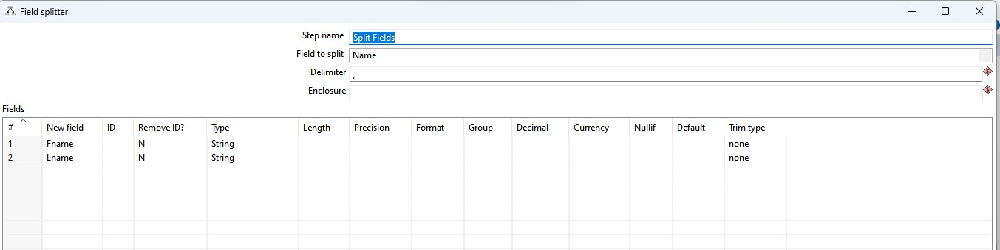 Field splitter
Step name Split Fields
Field to split Name
Delimiter ,
Enclosure
Fields
# New field ID Remove ID? Type Length Precision Format Group Decimal Currency Nullif Default Trim type
1 Fname N String none
2 Lname N String none